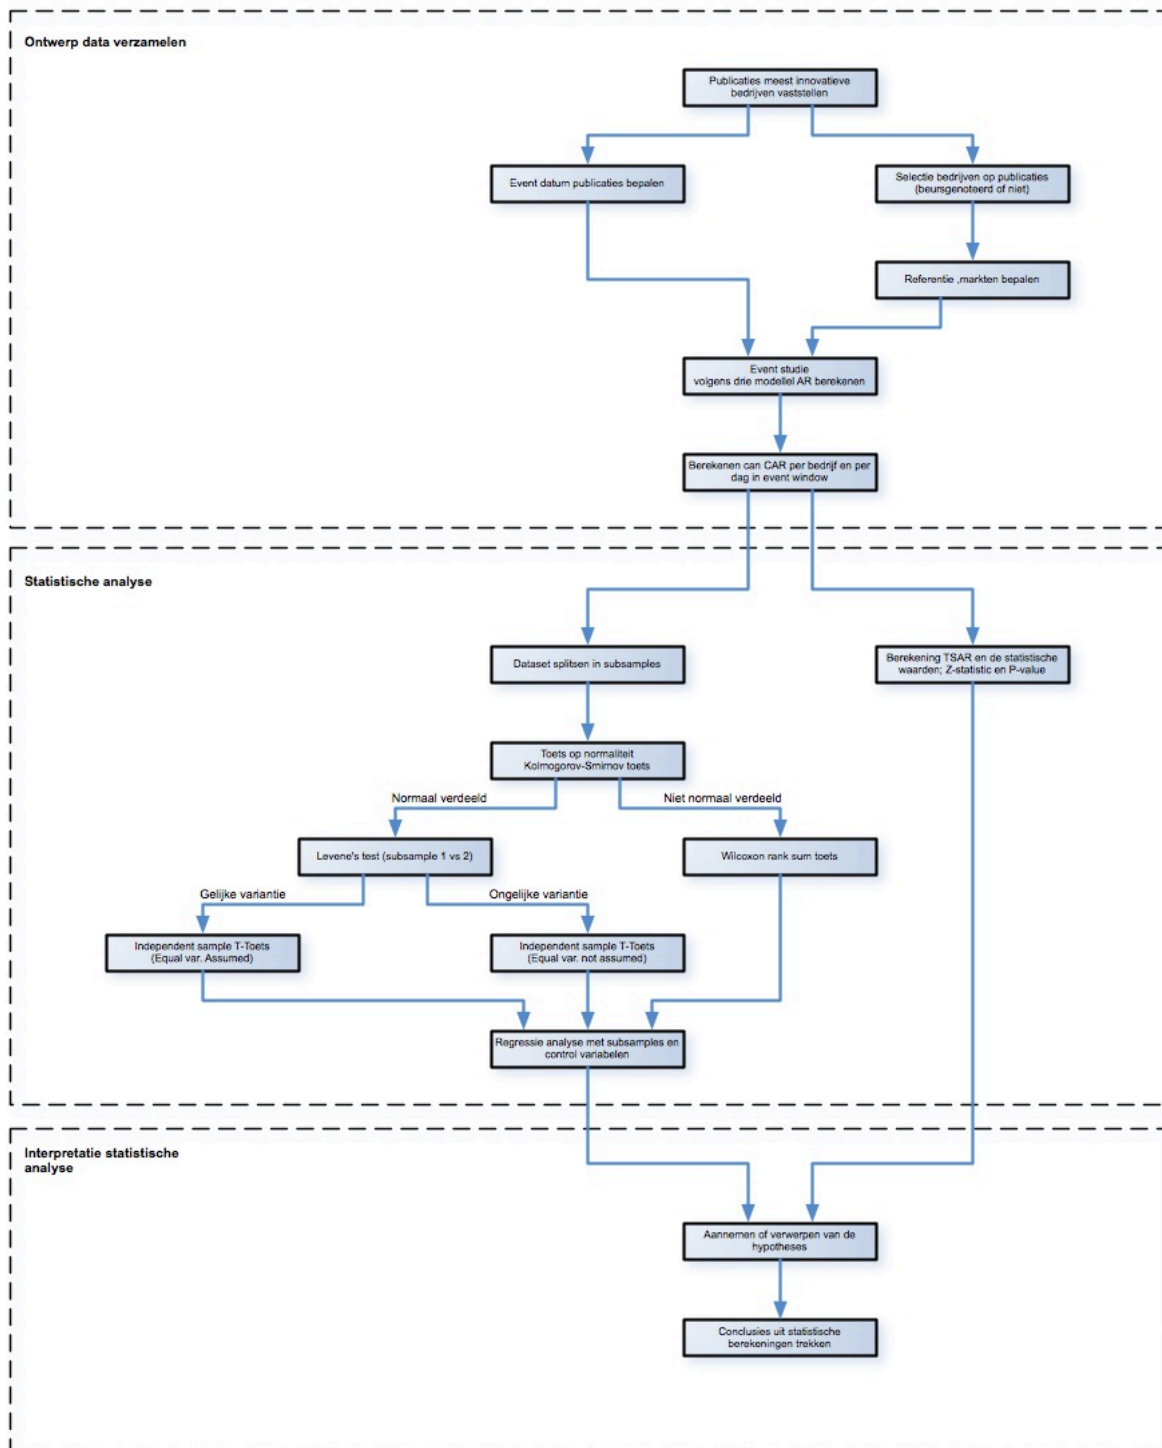 Ontwerp data verzamelen
Publicaties meest innovatieve
bedrijven vaststellen
Event datum publicaties bepalen
Selectie bedrijven op publicaties
(beursgenoteerd of niet)
Referentie ,markten bepalen
Event studie
volgens drie modellel AR berekenen
Berekenen can CAR per bedrijf en per
dag in event window
Statistische analyse
Dataset splitsen in subsamples
Berekening TSAR en de statistische
waarden; Z-statistic en P-value
Toets op normaliteit
Kolmogorov-Smirnov toets
Normaal verdeeld
Niet normaal verdeeld
Levene's test (subsample 1 vs 2)
Wilcoxon rank sum toets
Gelijke variantie
Ongelijke variantie
Independent sample T-Toets
(Equal var. Assumed)
Independent sample T-Toets
(Equal var. not assumed)
Regressie analyse met subsamples en
control variabelen
Interpretatie statistische
analyse
Aannemen of verwerpen van de
hypotheses
Conclusies uit statistische
berekeningen trekken